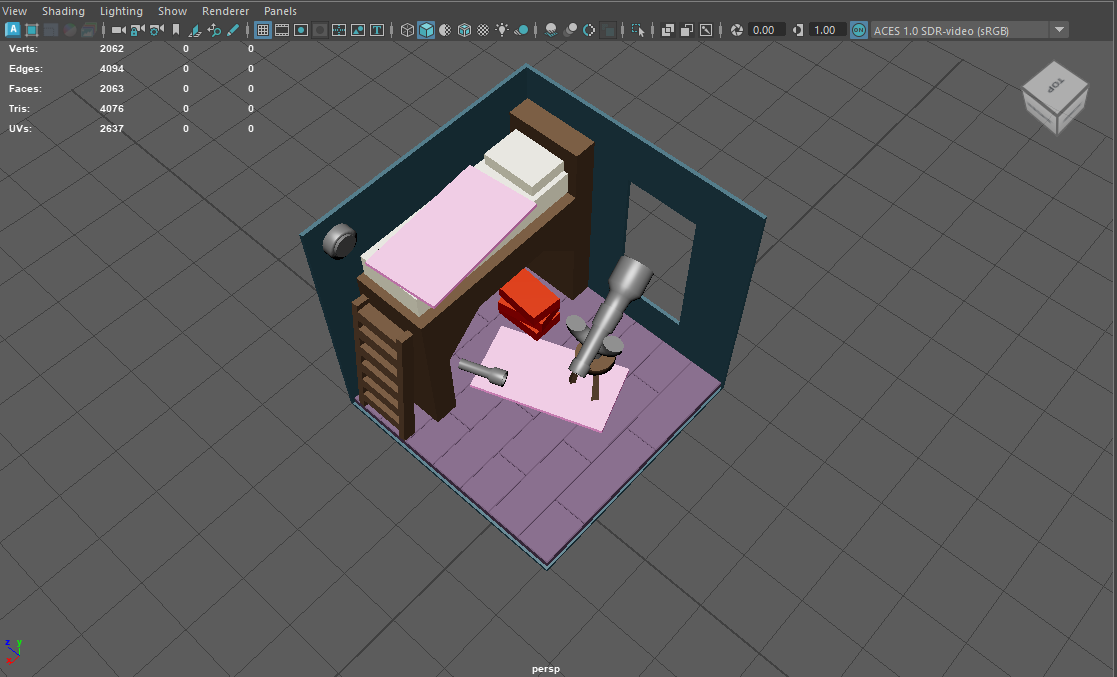 View Shading Lighting Show Renderer Panels
A T 0.00 1.00 ON ACES 1.0 SDR-video (sRGB)
Verts: 2062 0 0
Edges: 4094 0 0
Faces: 2063 0 0
Tris: 4076 0 0
UVs: 2637 0 0
TOP
z y
x
persp